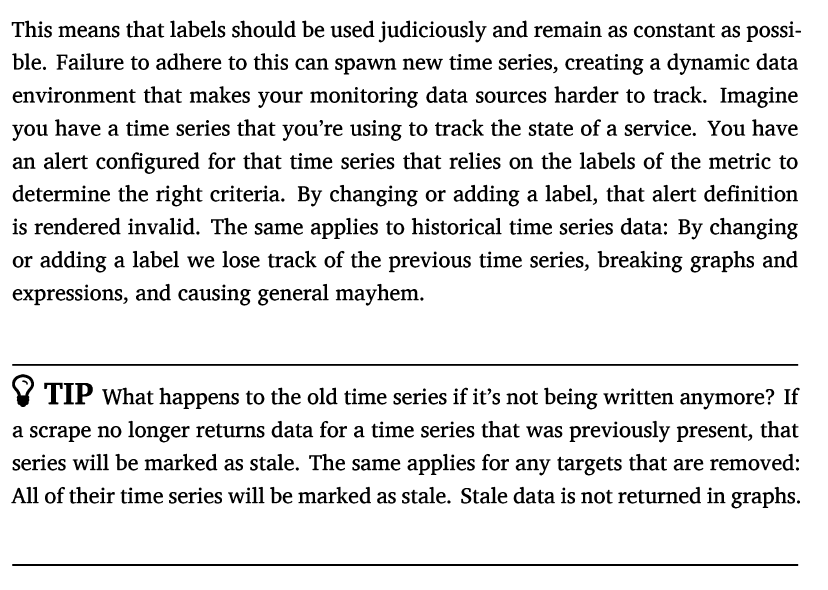 This means that labels should be used judiciously and remain as constant as possi-
ble. Failure to adhere to this can spawn new time series, creating a dynamic data
environment that makes your monitoring data sources harder to track. Imagine
you have a time series that you’re using to track the state of a service. You have
an alert configured for that time series that relies on the labels of the metric to
determine the right criteria. By changing or adding a label, that alert definition
is rendered invalid. The same applies to historical time series data: By changing
or adding a label we lose track of the previous time series, breaking graphs and
expressions, and causing general mayhem.
TIP What happens to the old time series if it’s not being written anymore? If
a scrape no longer returns data for a time series that was previously present, that
series will be marked as stale. The same applies for any targets that are removed:
All of their time series will be marked as stale. Stale data is not returned in graphs.